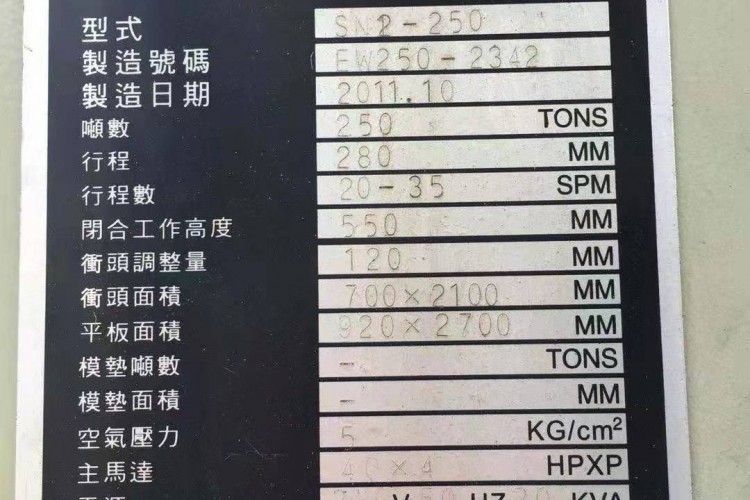 型式 SN2-250
製造號碼 EW250-2342
製造日期 2011.10
噸數 250 TONS
行程 280 MM
行程數 20-35 SPM
閉合工作高度 550 MM
衝頭調整量 120 MM
衝頭面積 700×2100 MM
平板面積 920×2700 MM
模墊噸數 - TONS
模墊面積 - MM
空氣壓力 5 KG/cm²
主馬達 40×4 HPXP
V HZ KVA